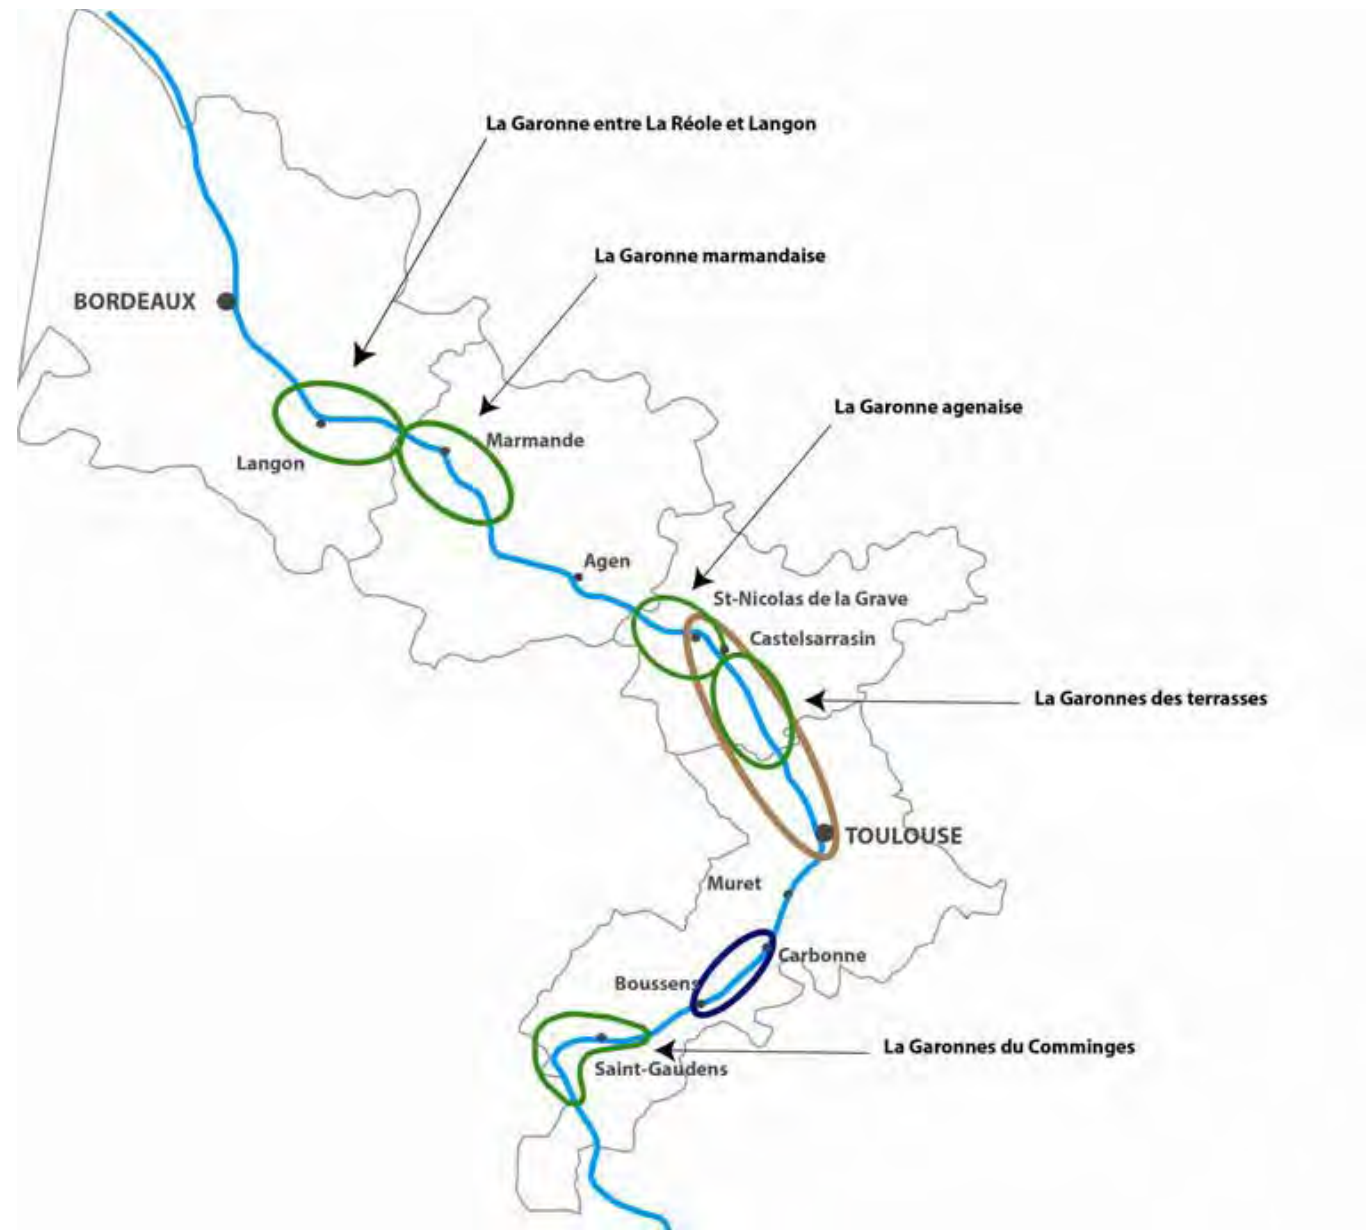 La Garonne entre La Réole et Langon
La Garonne marmandaise
BORDEAUX
La Garonne agenaise
Marmande
Langon
Agen
St-Nicolas de la Grave
Castelsarrasin
La Garonnes des terrasses
TOULOUSE
Muret
Carbonne
Boussens
La Garonnes du Comminges
Saint-Gaudens